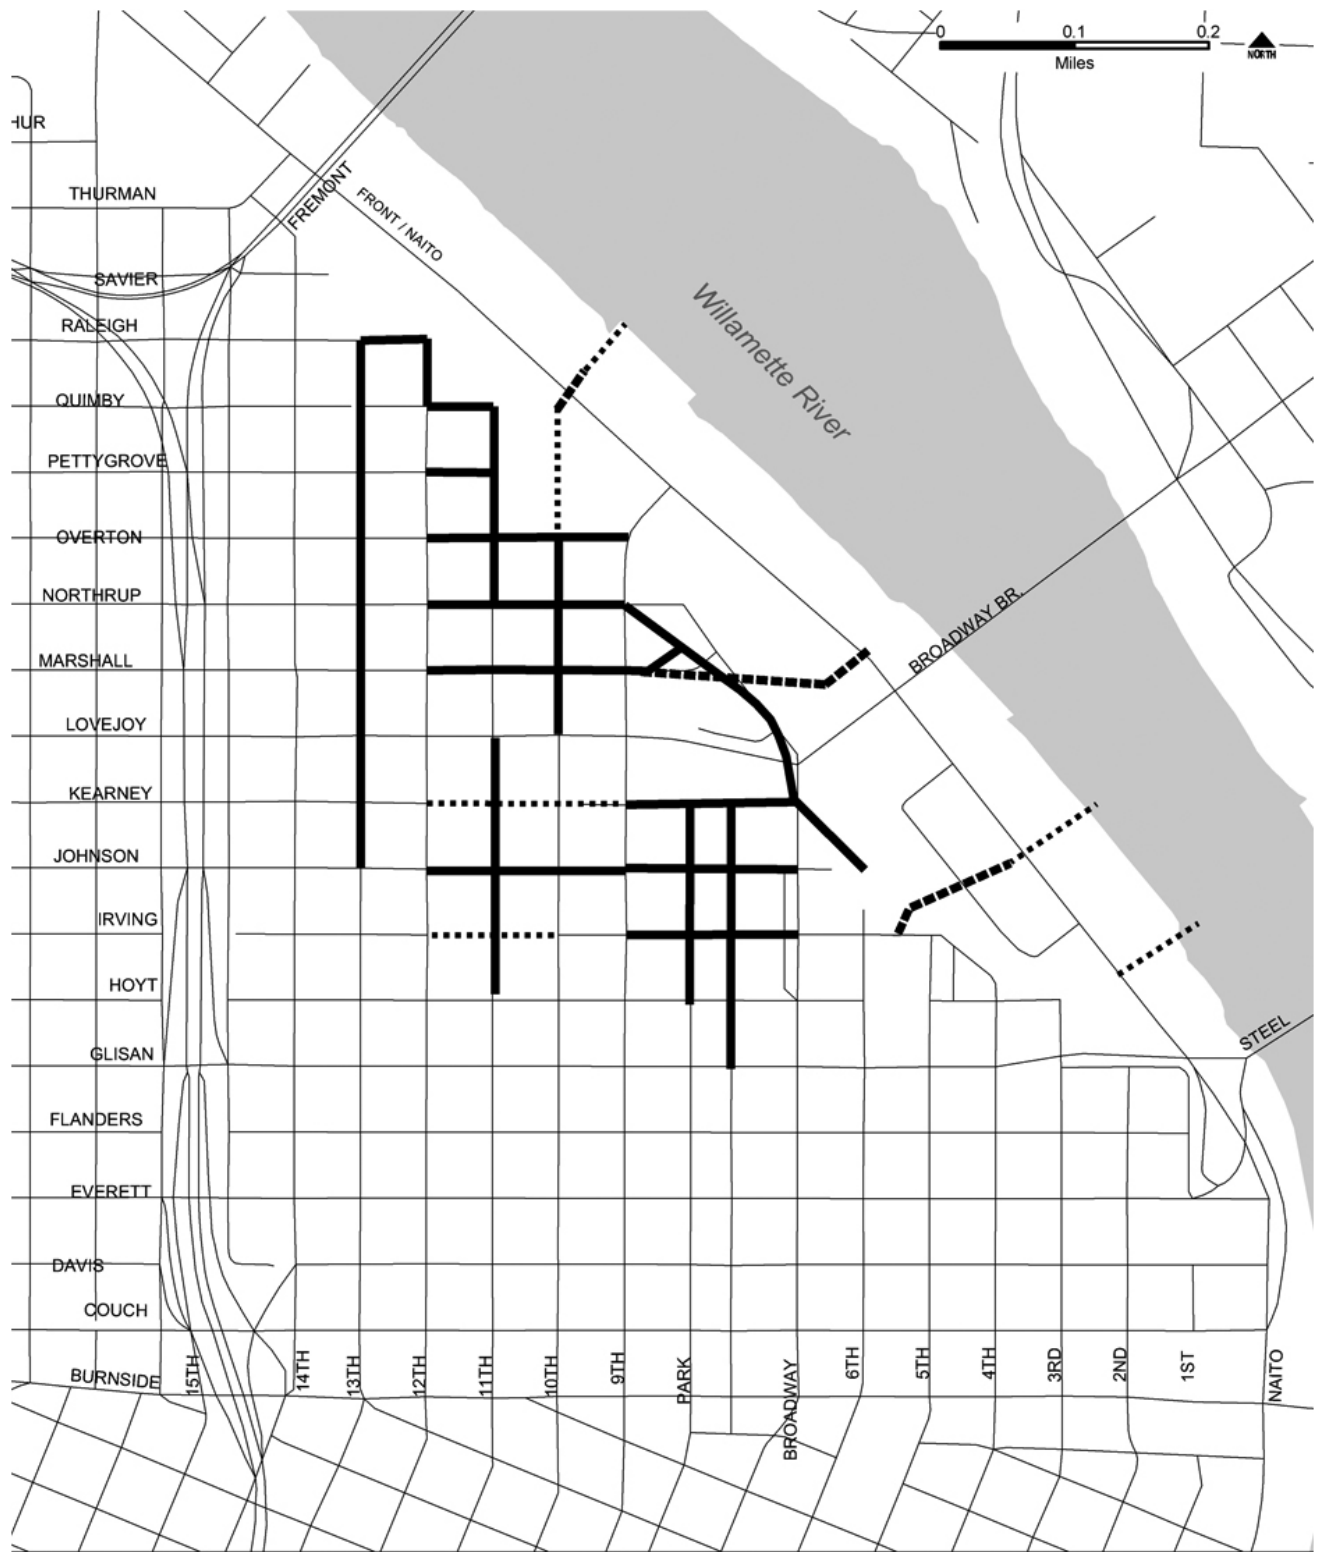 0 0.1 0.2
Miles
NORTH
HUR
THURMAN
FREMONT
FRONT / NAITO
SAVIER
RALEIGH
Willamette River
QUIMBY
PETTYGROVE
OVERTON
NORTHRUP
BROADWAY BR.
MARSHALL
LOVEJOY
KEARNEY
JOHNSON
IRVING
HOYT
STEEL
GLISAN
FLANDERS
EVERETT
DAVIS
COUCH
BURNSIDE
15TH
14TH
13TH
12TH
11TH
10TH
9TH
PARK
BROADWAY
6TH
5TH
4TH
3RD
2ND
1ST
NAITO